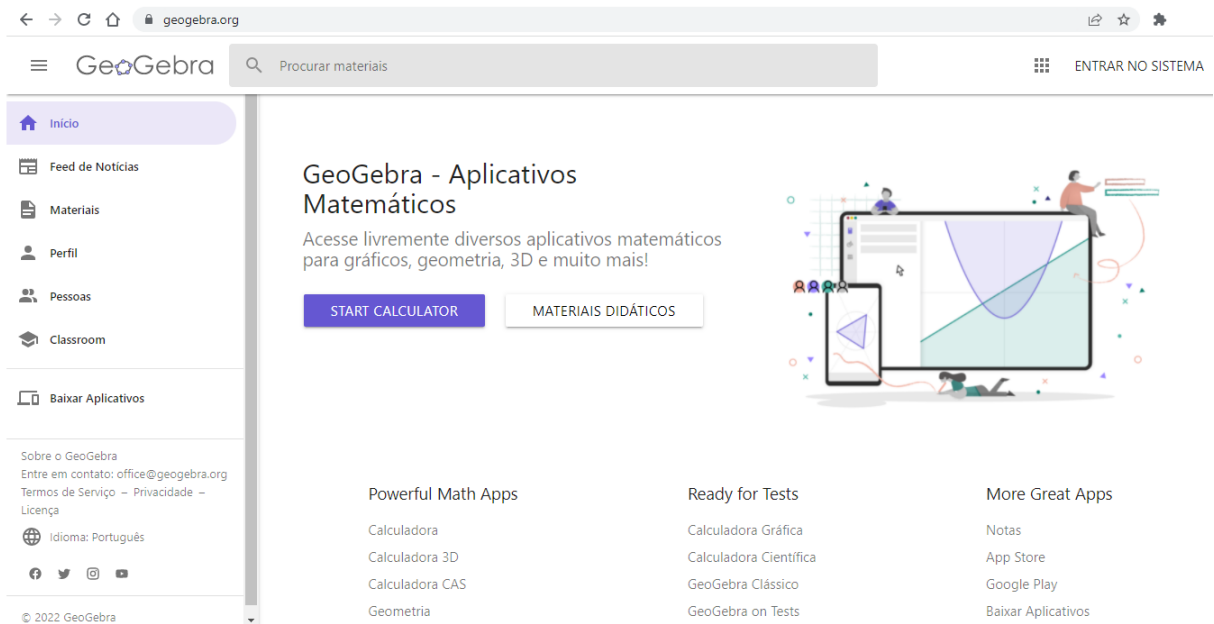 geogebra.org
GeoGebra
Procurar materiais
ENTRAR NO SISTEMA
Início
Feed de Notícias
Materiais
Perfil
Pessoas
Classroom
Baixar Aplicativos
Sobre o GeoGebra
Entre em contato: office@geogebra.org
Termos de Serviço – Privacidade –
Licença
Idioma: Português
© 2022 GeoGebra
GeoGebra - Aplicativos
Matemáticos
Acesse livremente diversos aplicativos matemáticos
para gráficos, geometria, 3D e muito mais!
START CALCULATOR
MATERIAIS DIDÁTICOS
Powerful Math Apps
Calculadora
Calculadora 3D
Calculadora CAS
Geometria
Ready for Tests
Calculadora Gráfica
Calculadora Científica
GeoGebra Clássico
GeoGebra on Tests
More Great Apps
Notas
App Store
Google Play
Baixar Aplicativos